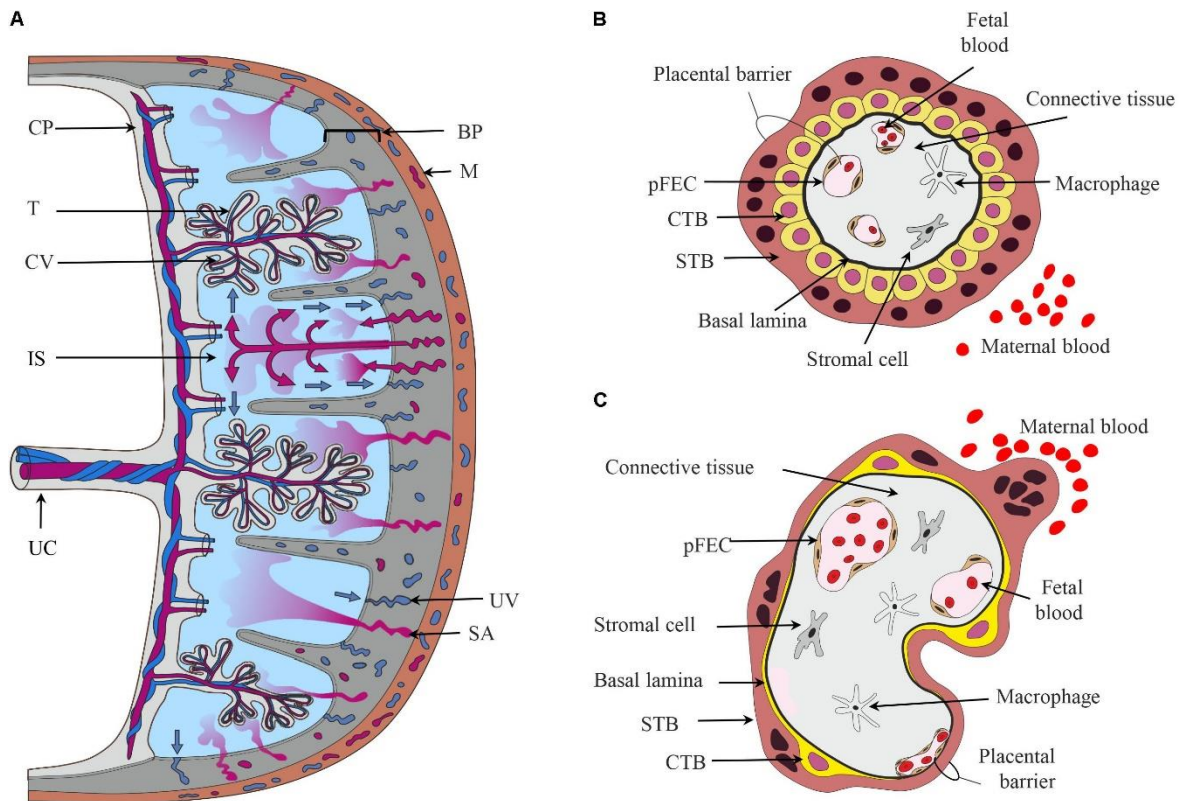 A
CP
T
CV
IS
UC
BP
M
UV
SA
B
Fetal
blood
Placental
barrier
Connective tissue
pFEC
Macrophage
CTB
STB
Basal lamina
Stromal cell
Maternal blood
C
Maternal blood
Connective tissue
pFEC
Fetal
blood
Stromal cell
Basal lamina
Macrophage
STB
CTB
Placental
barrier